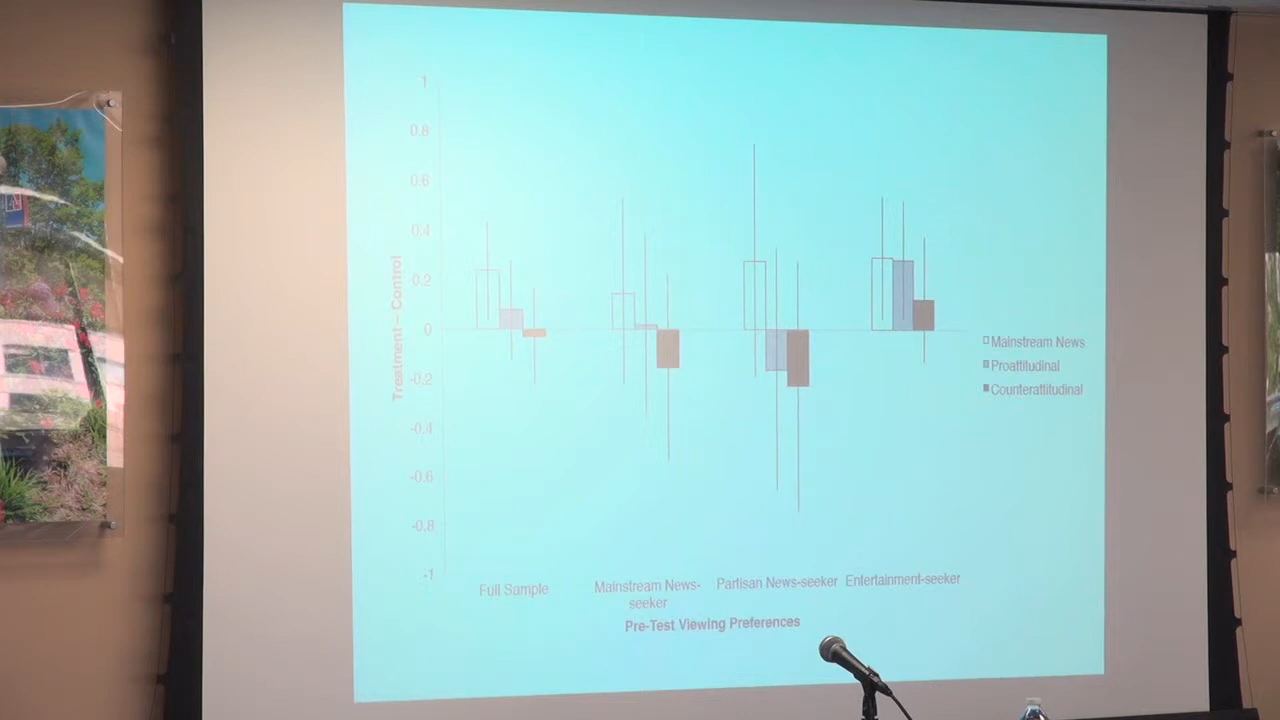 1
0.8
0.6
0.4
0.2
0
-0.2
-0.4
-0.6
-0.8
-1
Treatment – Control
Full Sample
Mainstream News-
seeker
Partisan News-seeker
Entertainment-seeker
Pre-Test Viewing Preferences
Mainstream News
Proattitudinal
Counterattitudinal
A